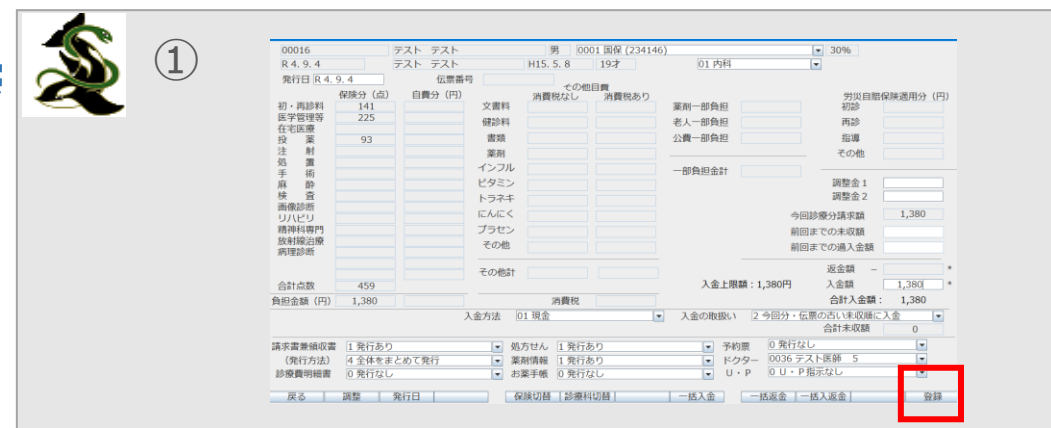 ①
00016 テスト テスト 男 0001 国保 (234146) 30%
R 4. 9. 4 テスト テスト H15. 5. 8 19才 01 内科
発行日 R 4. 9. 4 伝票番号
その他自費
保険分（点） 自費分（円） 消費税なし 消費税あり 労災自賠保険適用分（円）
初・再診料 141 文書料 薬剤一部負担 初診
医学管理等 225 健診料 老人一部負担 再診
在宅医療
投 薬 93 書類 公費一部負担 指導
注 射 薬剤 その他
処 置 インフル 一部負担金計
手 術
麻 酔 ビタミン 調整金１
検 査 トラネキ 調整金２
画像診断
リハビリ にんにく 今回診療分請求額 1,380
精神科専門 プラセン 前回までの未収額
放射線治療 その他 前回までの過入金額
病理診断
その他計 返金額 － *
合計点数 459 入金上限額：1,380円 入金額 1,380 *
負担金額（円） 1,380 消費税 合計入金額： 1,380
入金方法 01 現金 入金の取扱い 2 今回分・伝票の古い未収順に入金
合計未収額 0
請求書兼領収書 1 発行あり 処方せん 1 発行あり 予約票 0 発行なし
（発行方法） 4 全体をまとめて発行 薬剤情報 1 発行あり ドクター 0036 テスト医師 5
診療費明細書 0 発行なし お薬手帳 0 発行なし Ｕ・Ｐ 0 Ｕ・Ｐ指示なし
戻る 調整 発行日 保険切替 診療科切替 一括入金 一括返金 一括入返金 登録